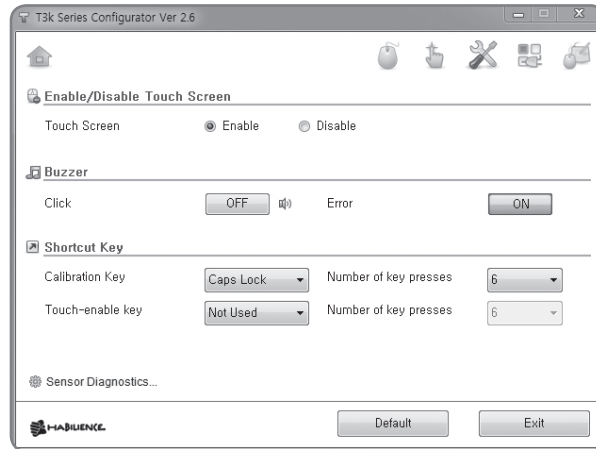 T3k Series Configurator Ver 2.6
Enable/Disable Touch Screen
Touch Screen Enable Disable
Buzzer
Click OFF Error ON
Shortcut Key
Calibration Key Caps Lock Number of key presses 6
Touch-enable key Not Used Number of key presses 6
Sensor Diagnostics...
HABILIENCE Default Exit